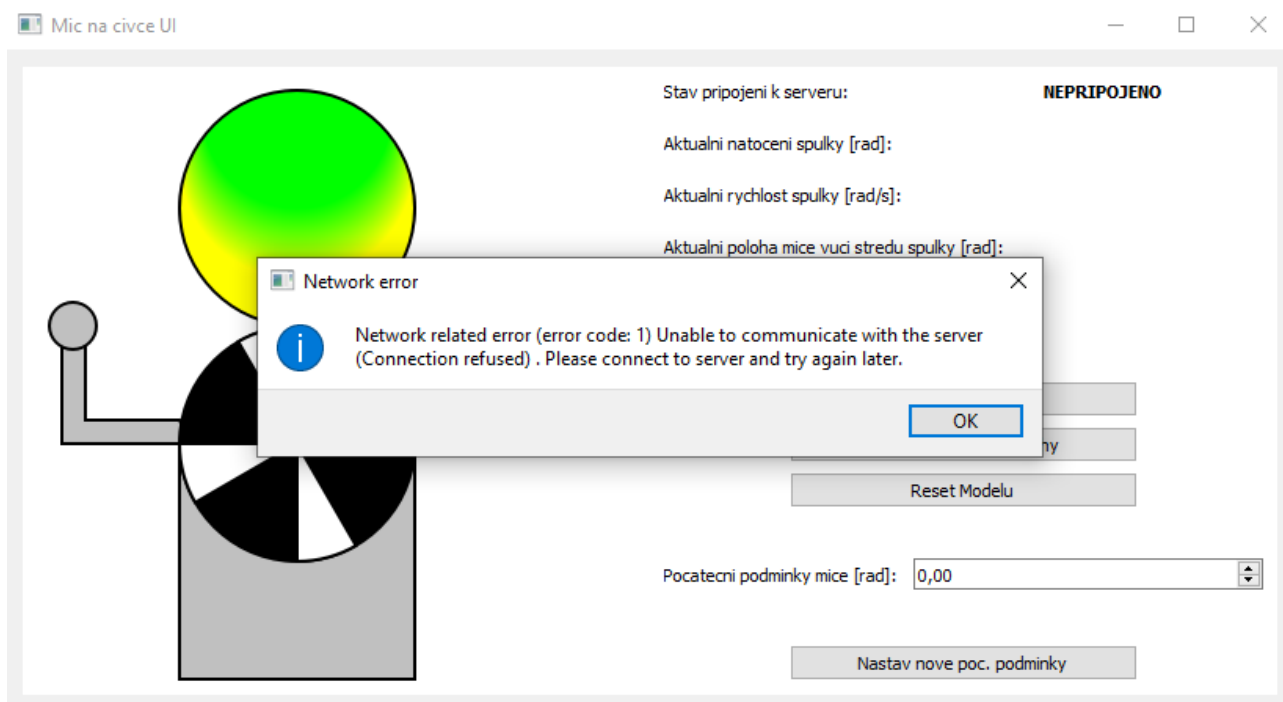 Mic na civce UI
Stav pripojeni k serveru: NEPRIPOJENO
Aktualni natoceni spulky [rad]:
Aktualni rychlost spulky [rad/s]:
Aktualni poloha mice vuci stredu spulky [rad]:
Network error
Network related error (error code: 1) Unable to communicate with the server
(Connection refused) . Please connect to server and try again later.
OK
Reset Modelu
Pocatecni podminky mice [rad]: 0,00
Nastav nove poc. podminky